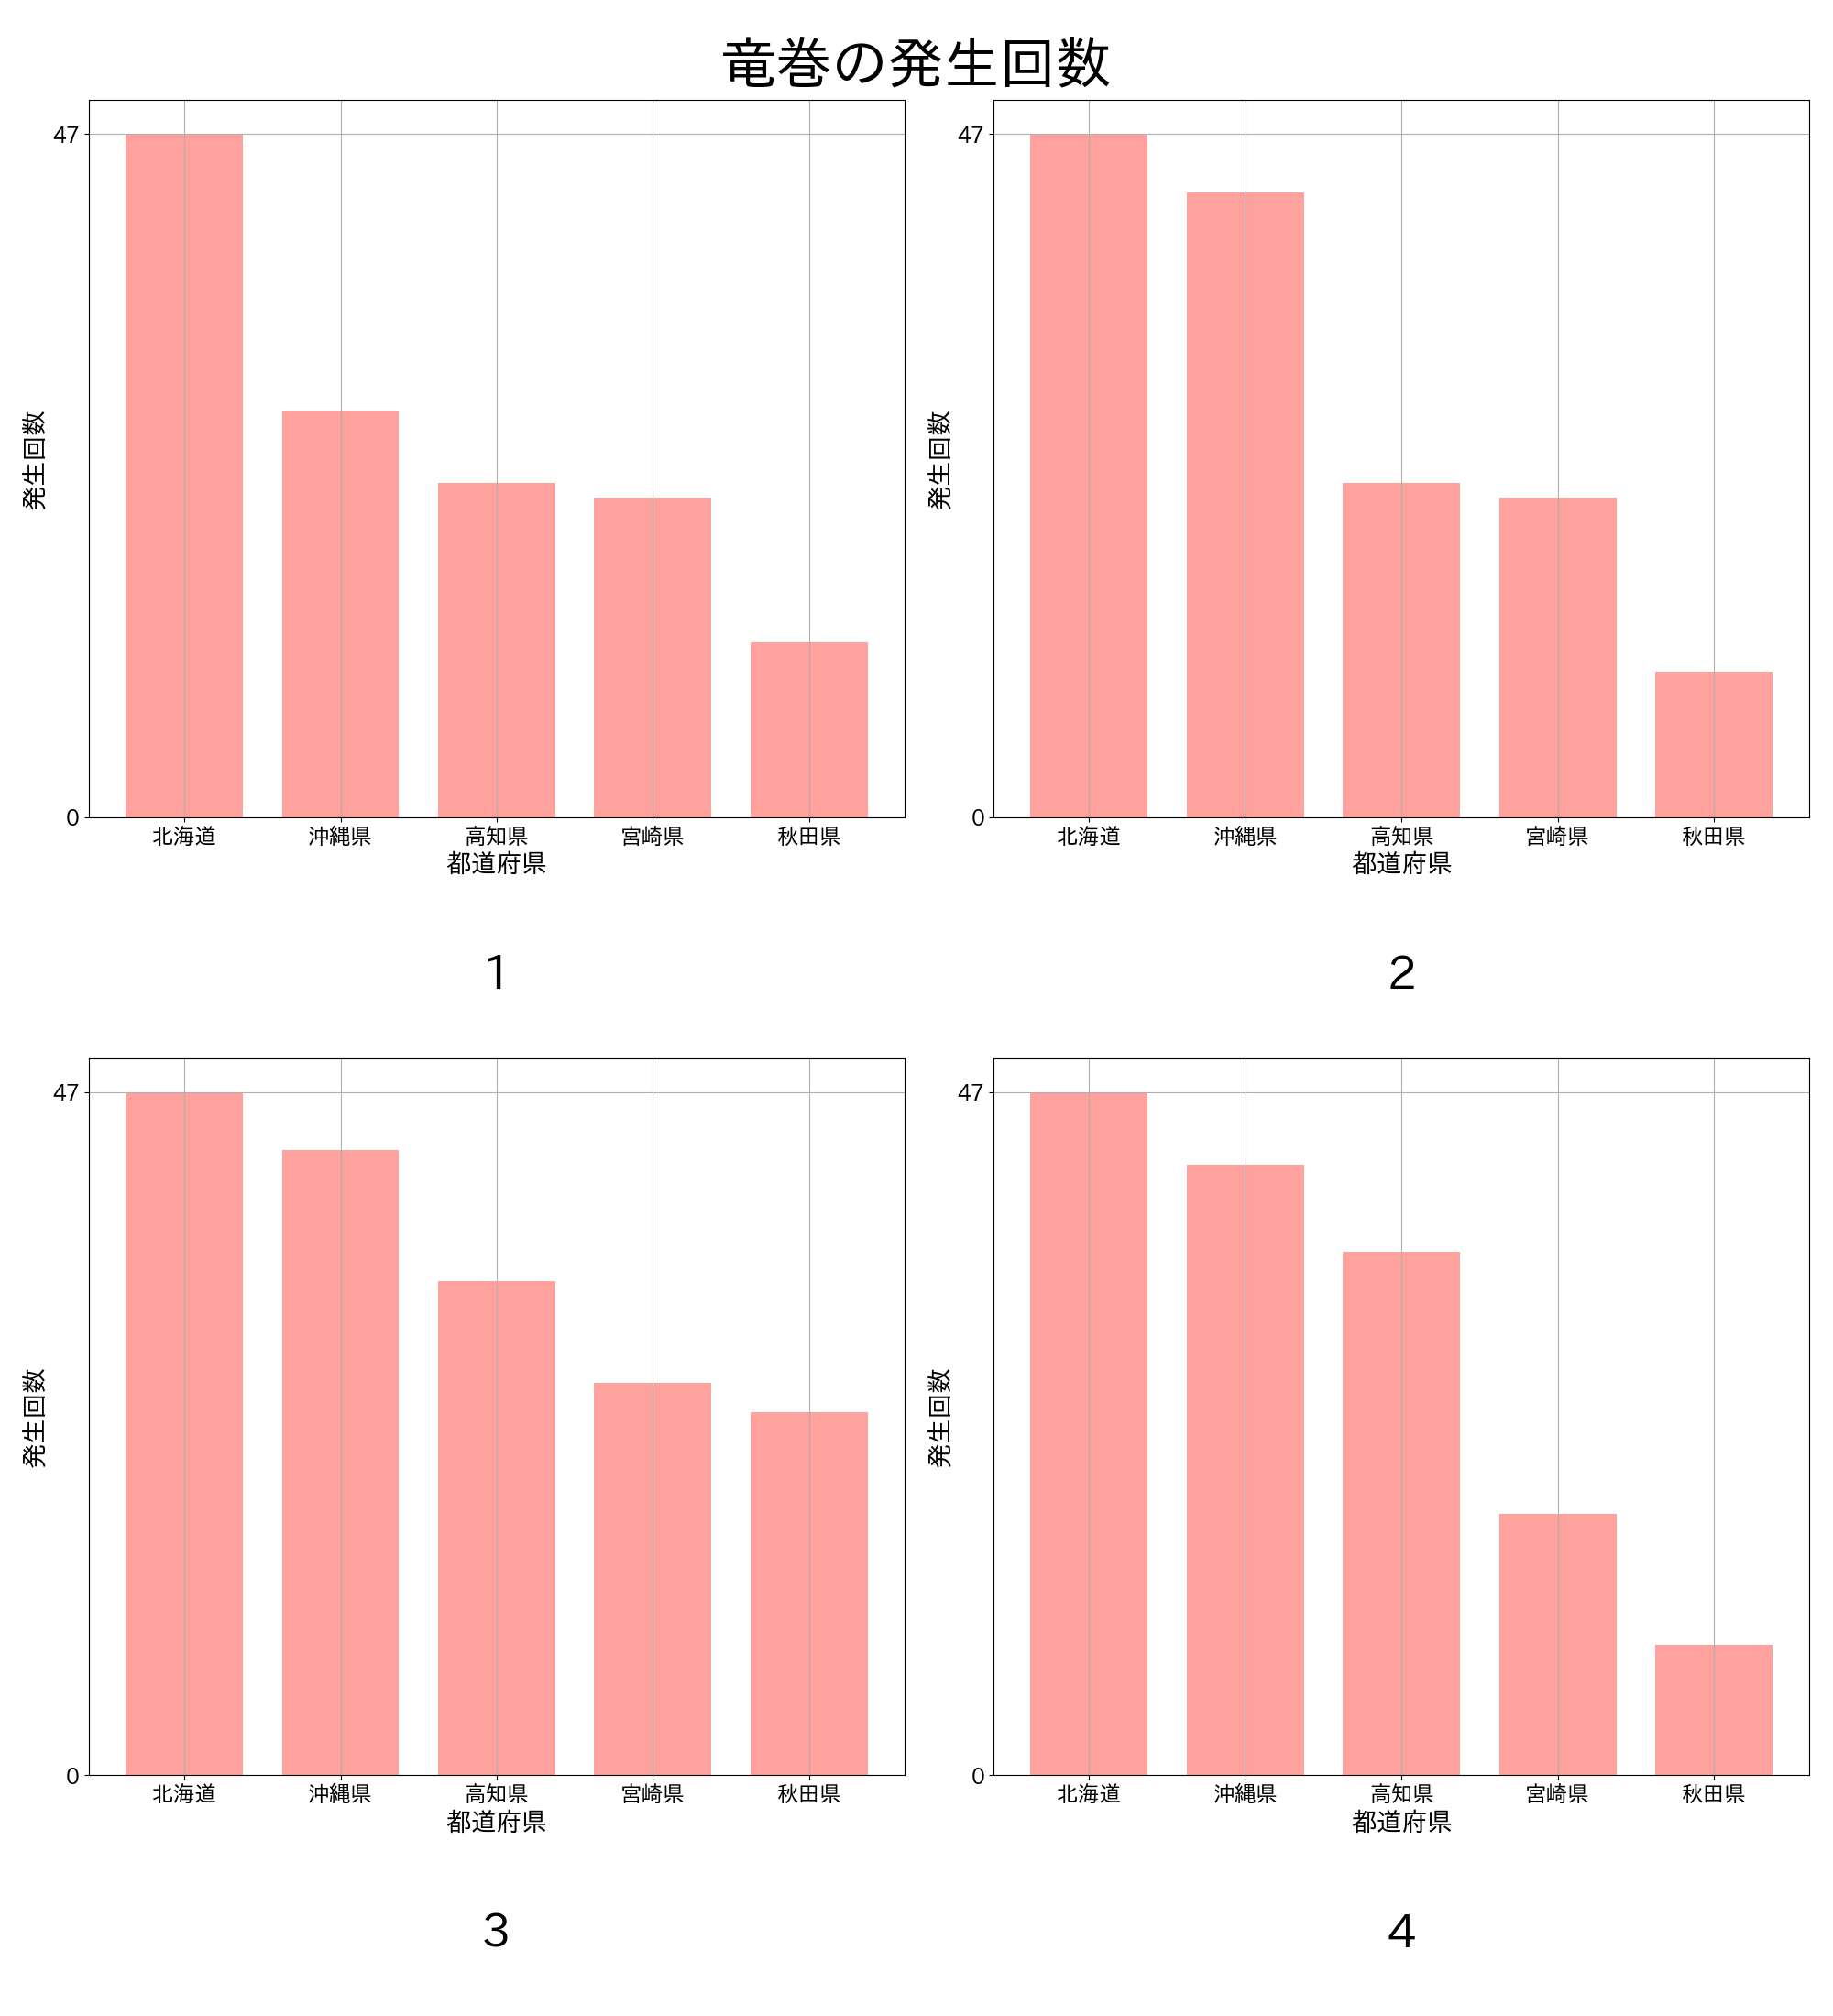 竜巻の発生回数
47
0
発生回数
北海道 沖縄県 高知県 宮崎県 秋田県
都道府県
1
47
0
発生回数
北海道 沖縄県 高知県 宮崎県 秋田県
都道府県
2
47
0
発生回数
北海道 沖縄県 高知県 宮崎県 秋田県
都道府県
3
47
0
発生回数
北海道 沖縄県 高知県 宮崎県 秋田県
都道府県
4